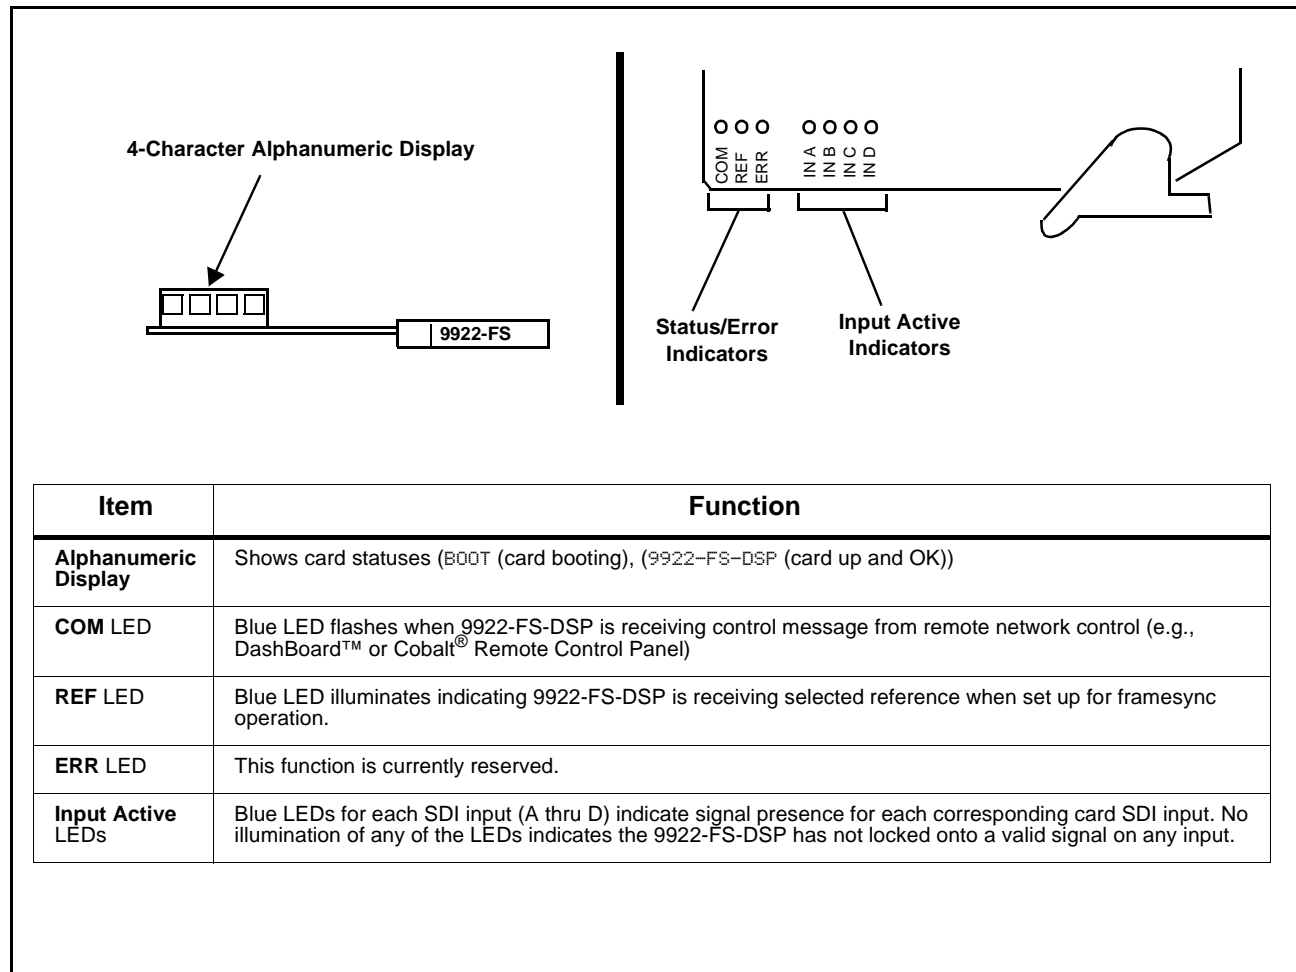 4-Character Alphanumeric Display
9922-FS
COM
REF
ERR
IN A
IN B
IN C
IN D
Status/Error
Indicators
Input Active
Indicators
Item
Function
Alphanumeric
Display
Shows card statuses (BOOT (card booting), (9922-FS-DSP (card up and OK))
COM LED
Blue LED flashes when 9922-FS-DSP is receiving control message from remote network control (e.g.,
DashBoard™ or Cobalt® Remote Control Panel)
REF LED
Blue LED illuminates indicating 9922-FS-DSP is receiving selected reference when set up for framesync
operation.
ERR LED
This function is currently reserved.
Input Active
LEDs
Blue LEDs for each SDI input (A thru D) indicate signal presence for each corresponding card SDI input. No
illumination of any of the LEDs indicates the 9922-FS-DSP has not locked onto a valid signal on any input.